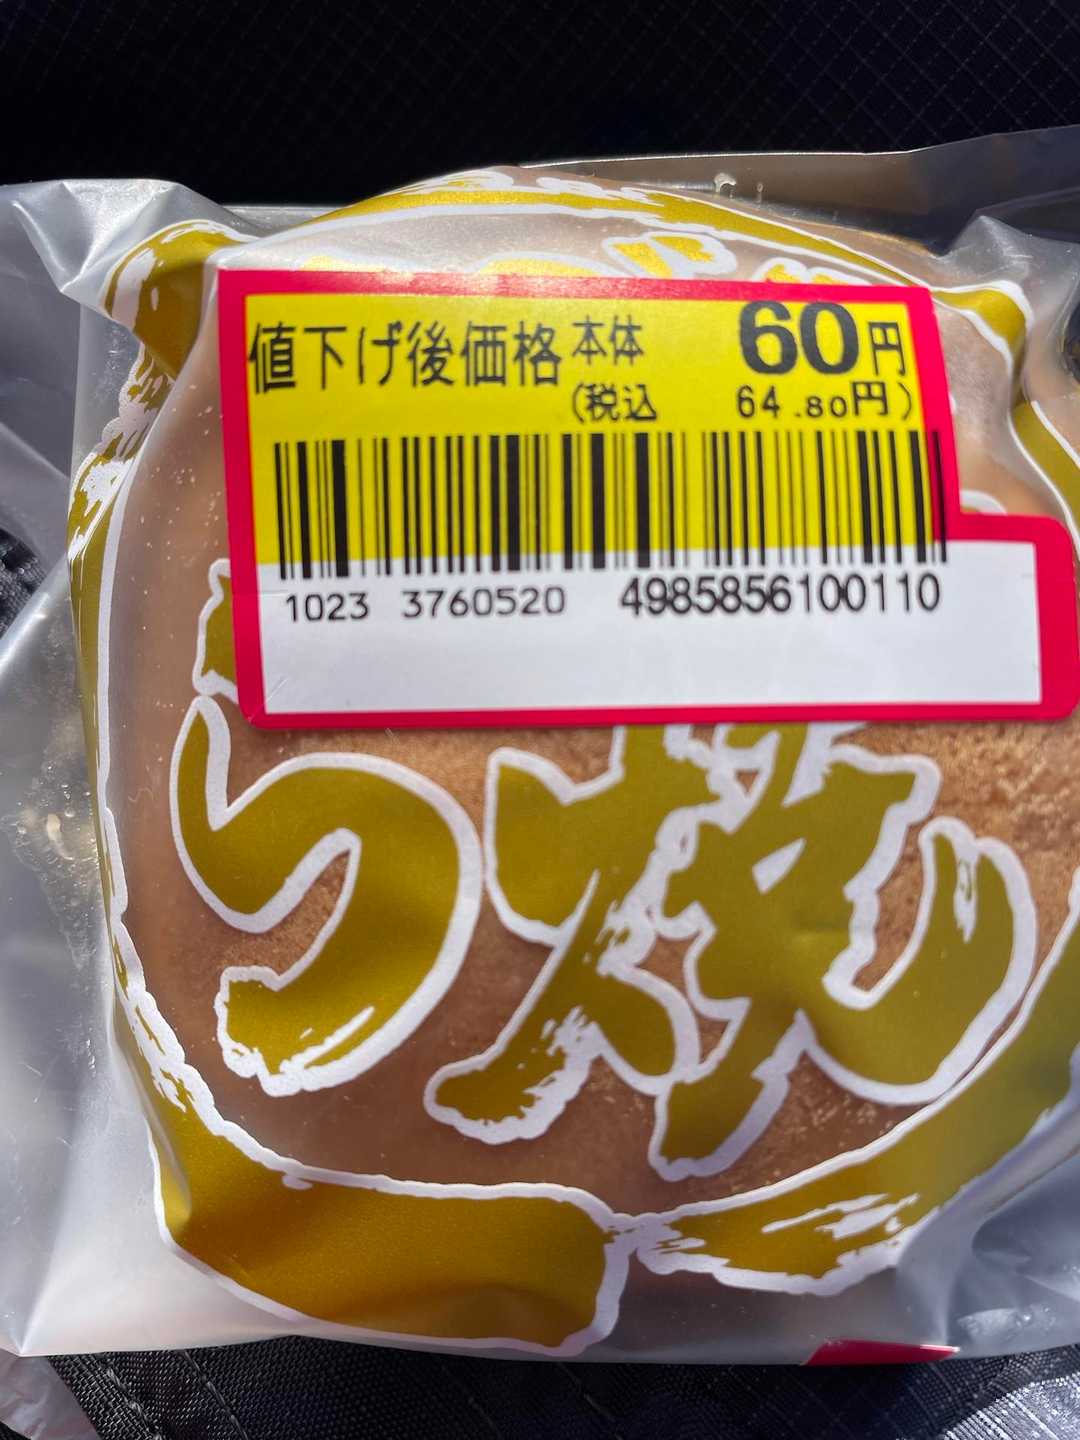 値下げ後価格 本体 60円
(税込 64.80円)
1023 3760520 4985856100110
ら焼